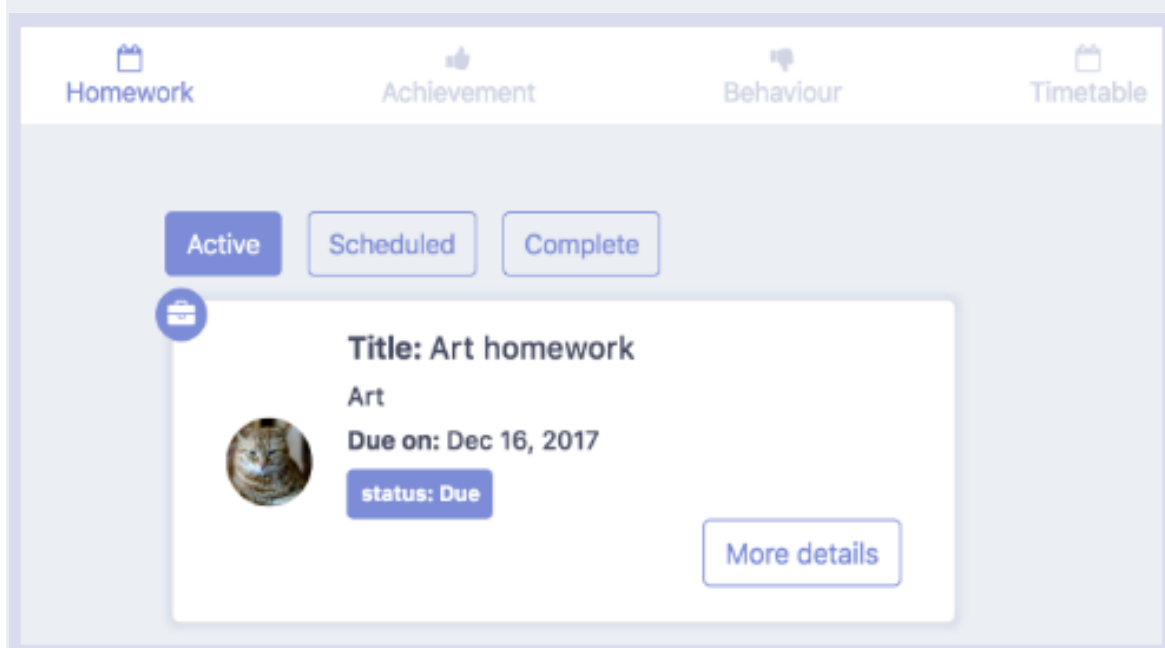 Homework Achievement Behaviour Timetable
Active Scheduled Complete
Title: Art homework
Art
Due on: Dec 16, 2017
status: Due
More details